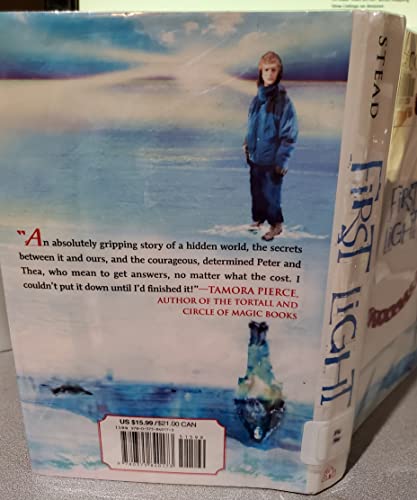 "An absolutely gripping story of a hidden world, the secrets
between it and ours, and the courageous, determined Peter and
Thea, who mean to get answers, no matter what the cost. I
couldn't put it down until I'd finished it!"—TAMORA PIERCE,
AUTHOR OF THE TORTALL AND
CIRCLE OF MAGIC BOOKS
US $15.99 / $21.00 CAN
51599
STEAD
FIRST LIGHT
FIRST
LIGHT